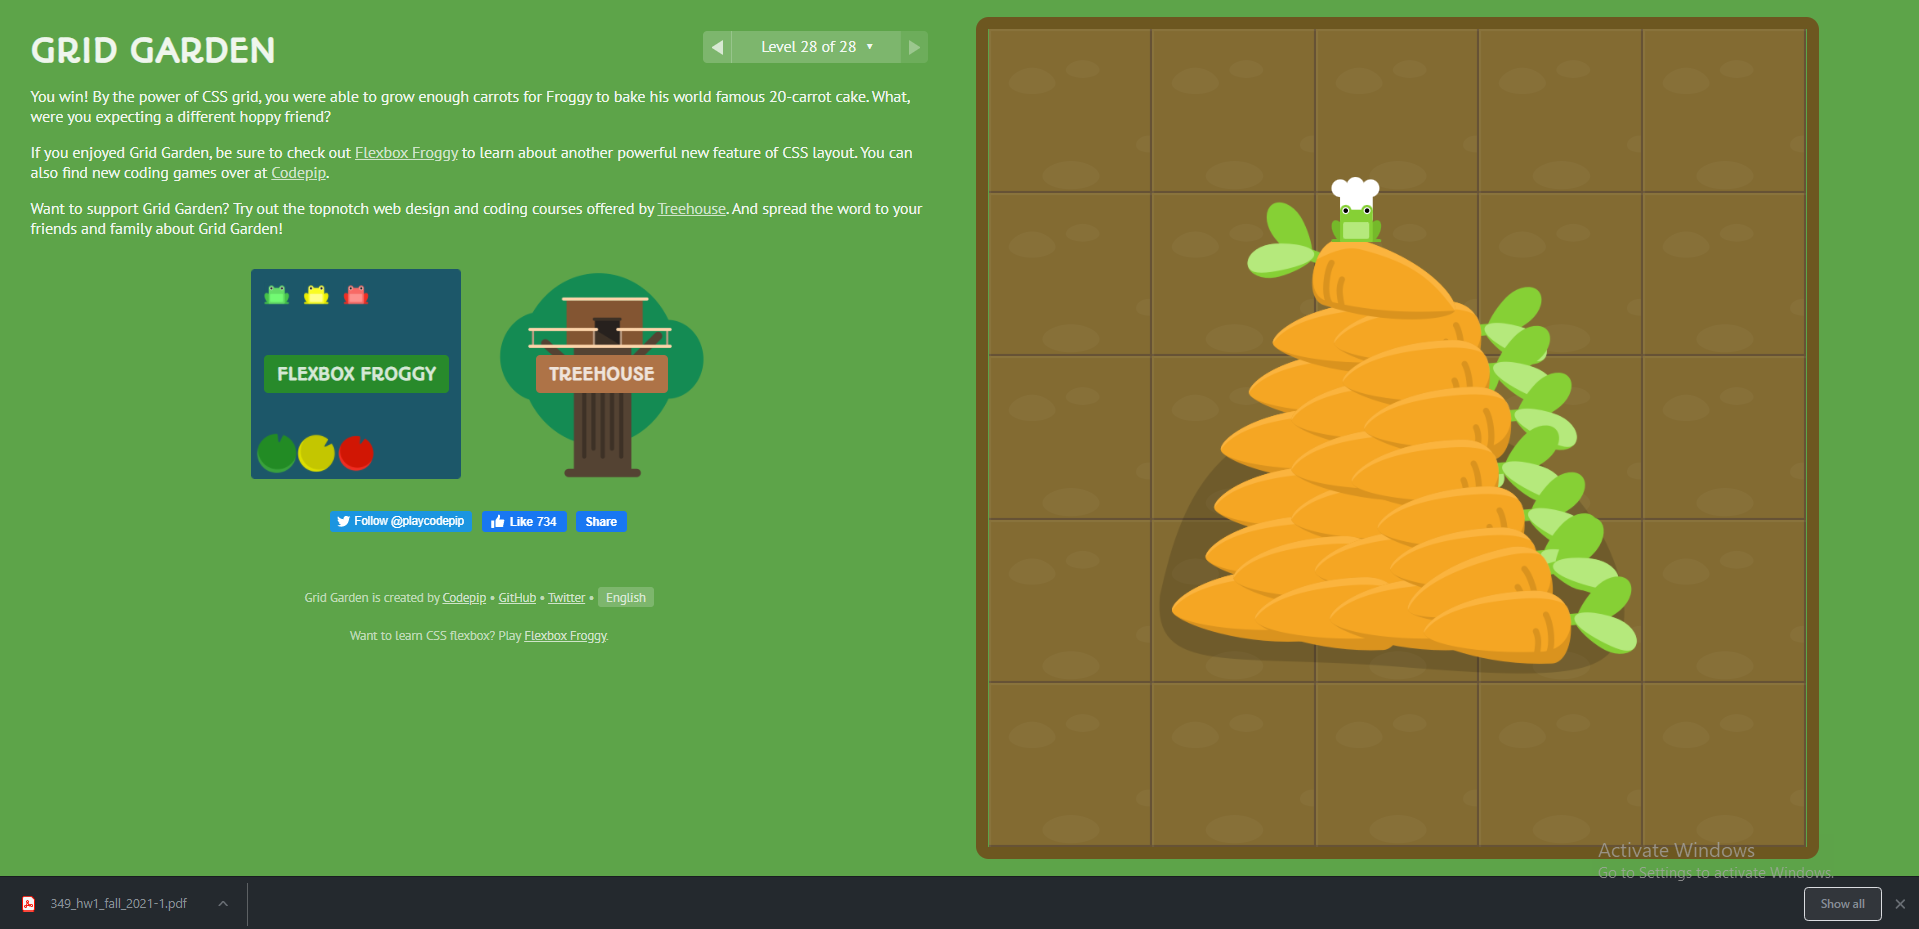 GRID GARDEN
Level 28 of 28
You win! By the power of CSS grid, you were able to grow enough carrots for Froggy to bake his world famous 20-carrot cake. What,
were you expecting a different hoppy friend?
If you enjoyed Grid Garden, be sure to check out Flexbox Froggy to learn about another powerful new feature of CSS layout. You can
also find new coding games over at Codepip.
Want to support Grid Garden? Try out the topnotch web design and coding courses offered by Treehouse. And spread the word to your
friends and family about Grid Garden!
FLEXBOX FROGGY
TREEHOUSE
Follow @playcodepip
Like 734
Share
Grid Garden is created by Codepip • GitHub • Twitter • English
Want to learn CSS flexbox? Play Flexbox Froggy.
Activate Windows
Go to Settings to activate Windows.
349_hw1_fall_2021-1.pdf
Show all